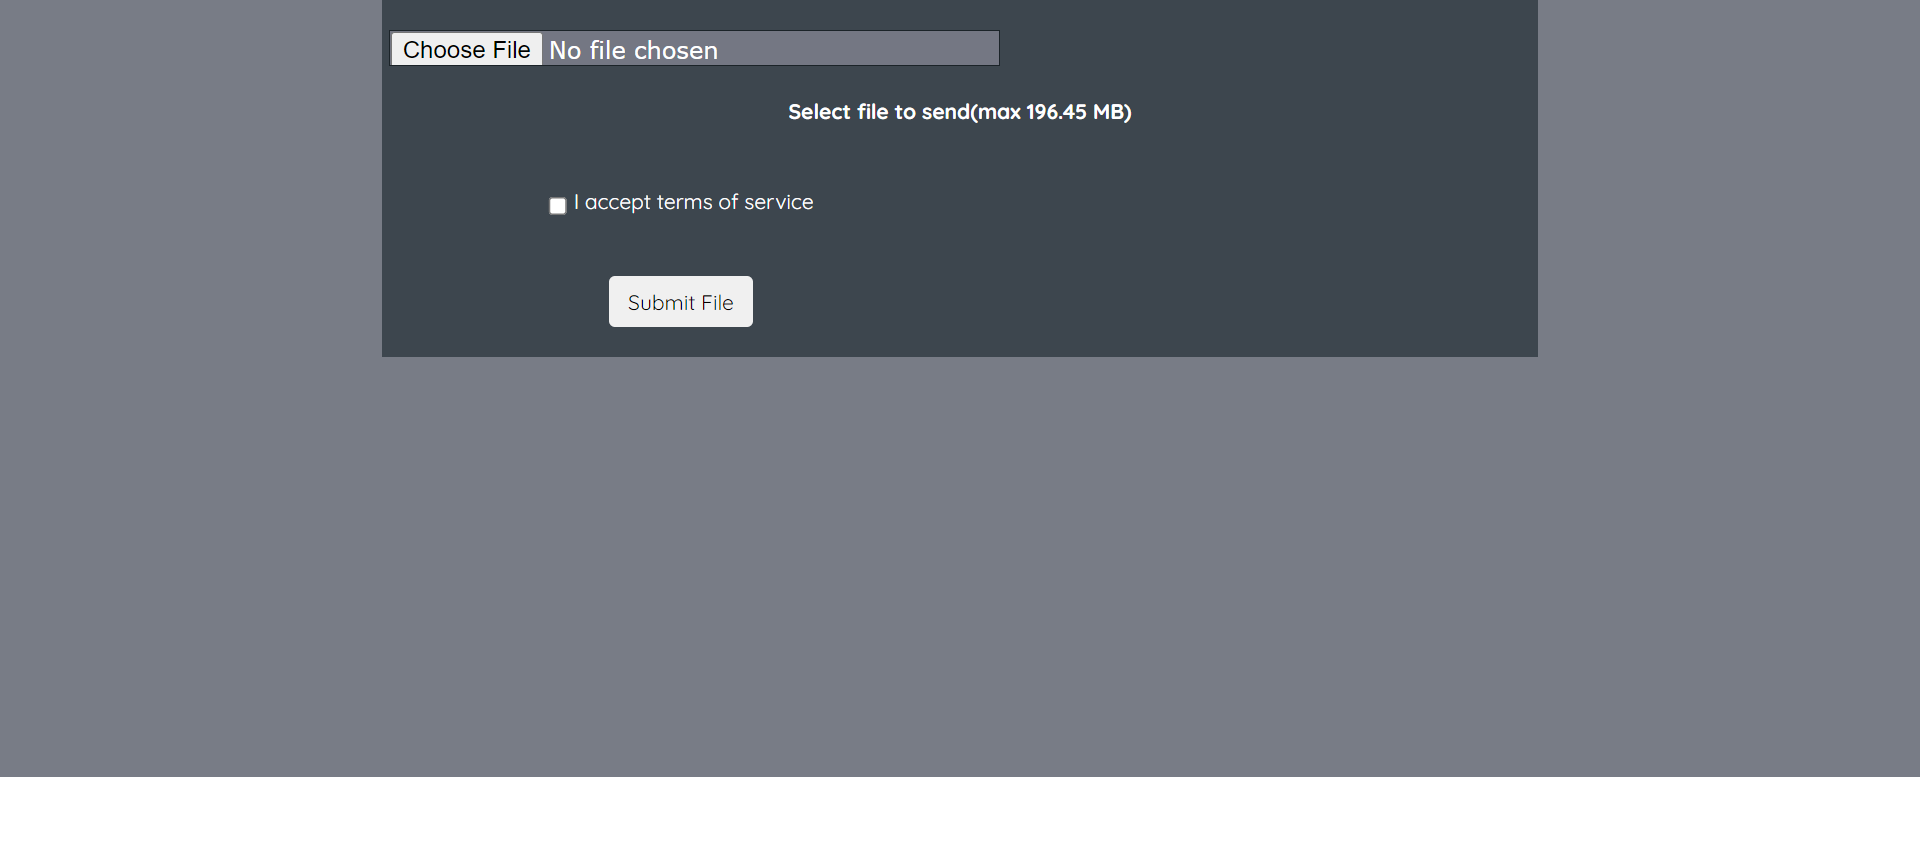 Choose File No file chosen
Select file to send(max 196.45 MB)
I accept terms of service
Submit File